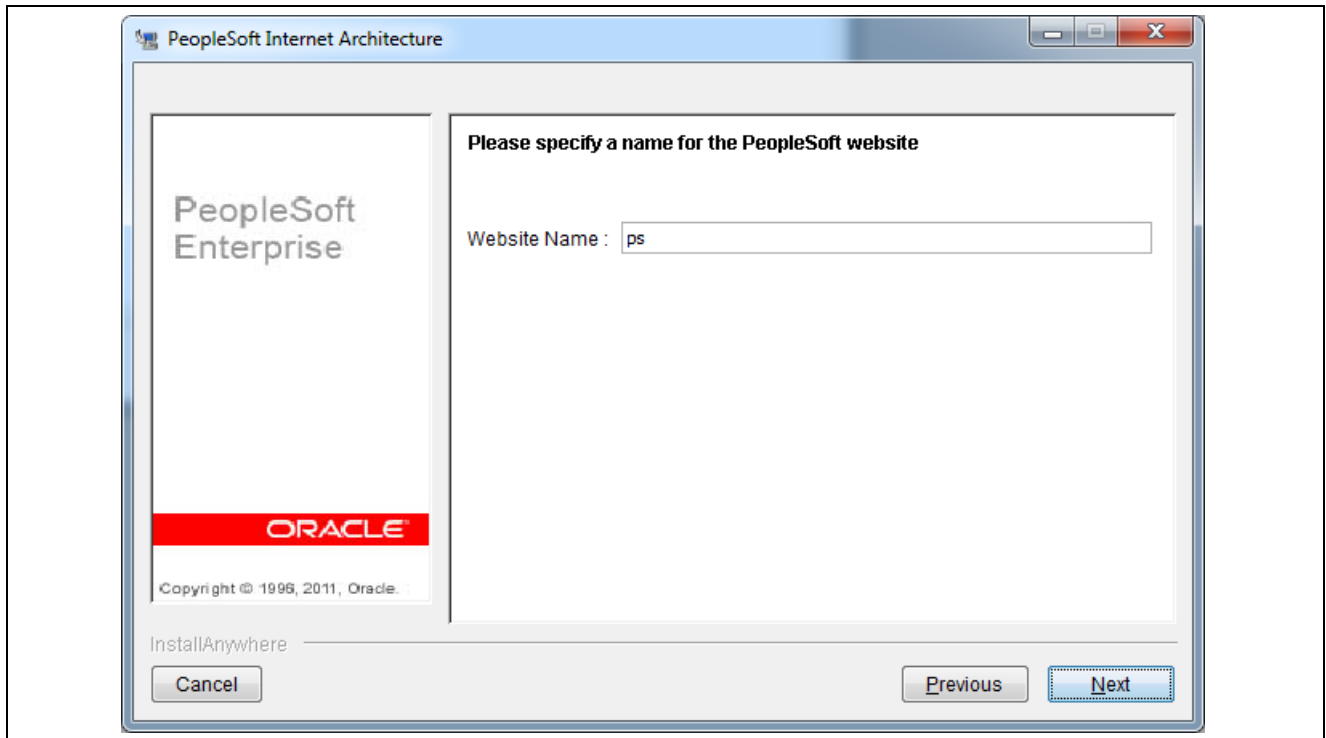 PeopleSoft Internet Architecture
Please specify a name for the PeopleSoft website
PeopleSoft
Enterprise
Website Name : ps
ORACLE
Copyright © 1996, 2011, Oracle.
InstallAnywhere
Cancel
Previous
Next